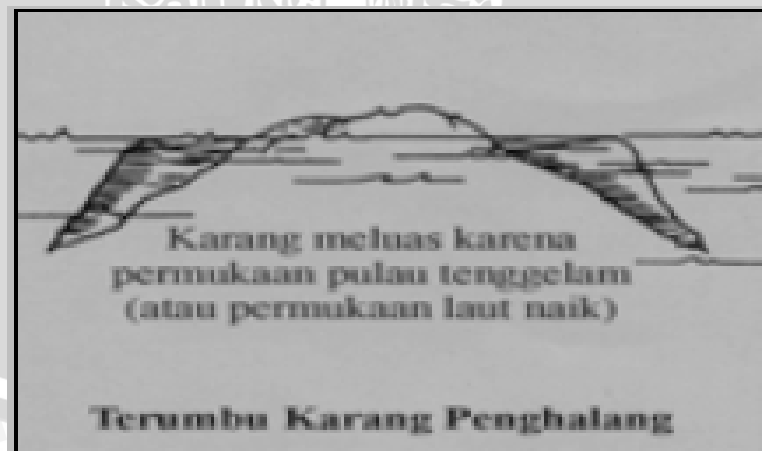 Karang meluas karena
permukaan pulau tenggelam
(atau permukaan laut naik)
Terumbu Karang Penghalang